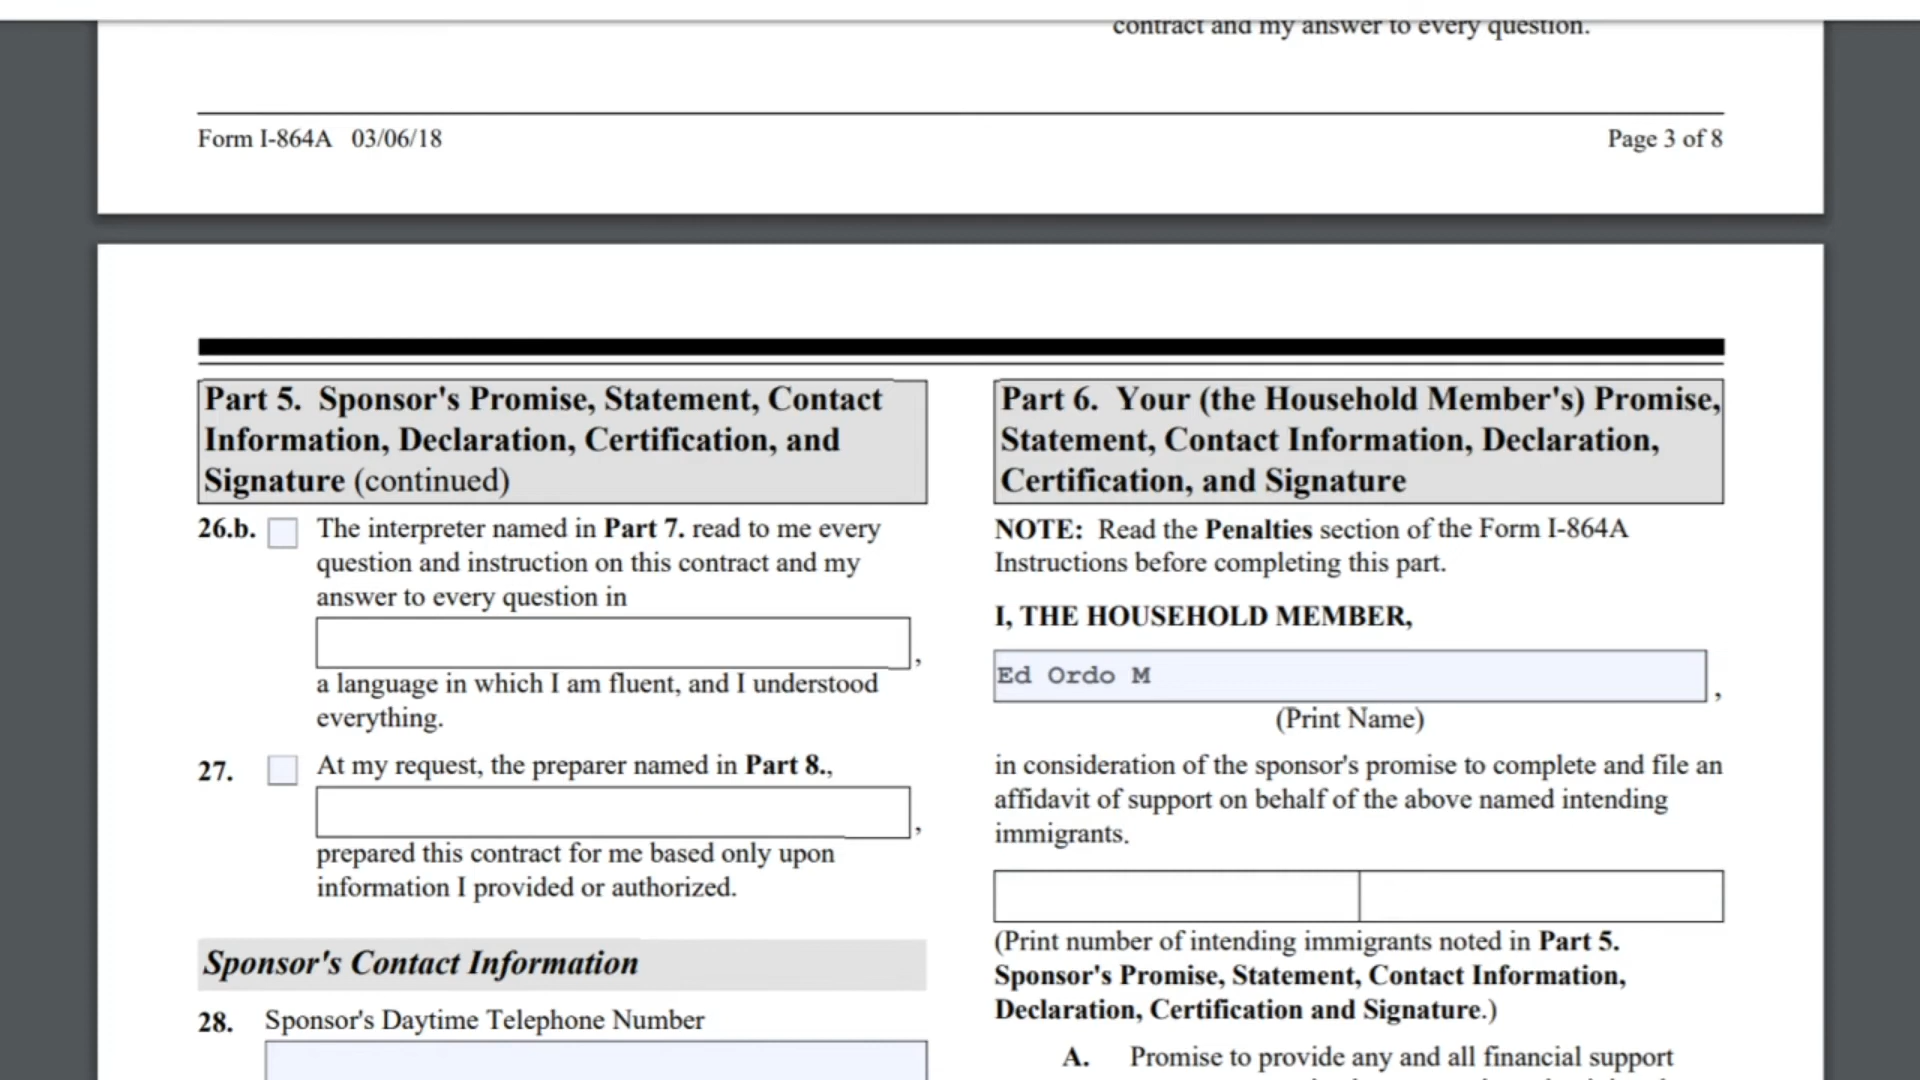 contract and my answer to every question.
Form I-864A 03/06/18
Page 3 of 8
Part 5. Sponsor's Promise, Statement, Contact
Information, Declaration, Certification, and
Signature (continued)
26.b. The interpreter named in Part 7. read to me every
question and instruction on this contract and my
answer to every question in
,
a language in which I am fluent, and I understood
everything.
27. At my request, the preparer named in Part 8.,
,
prepared this contract for me based only upon
information I provided or authorized.
Sponsor's Contact Information
28. Sponsor's Daytime Telephone Number
Part 6. Your (the Household Member's) Promise,
Statement, Contact Information, Declaration,
Certification, and Signature
NOTE: Read the Penalties section of the Form I-864A
Instructions before completing this part.
I, THE HOUSEHOLD MEMBER,
Ed Ordo M
,
(Print Name)
in consideration of the sponsor's promise to complete and file an
affidavit of support on behalf of the above named intending
immigrants.
(Print number of intending immigrants noted in Part 5.
Sponsor's Promise, Statement, Contact Information,
Declaration, Certification and Signature.)
A. Promise to provide any and all financial support